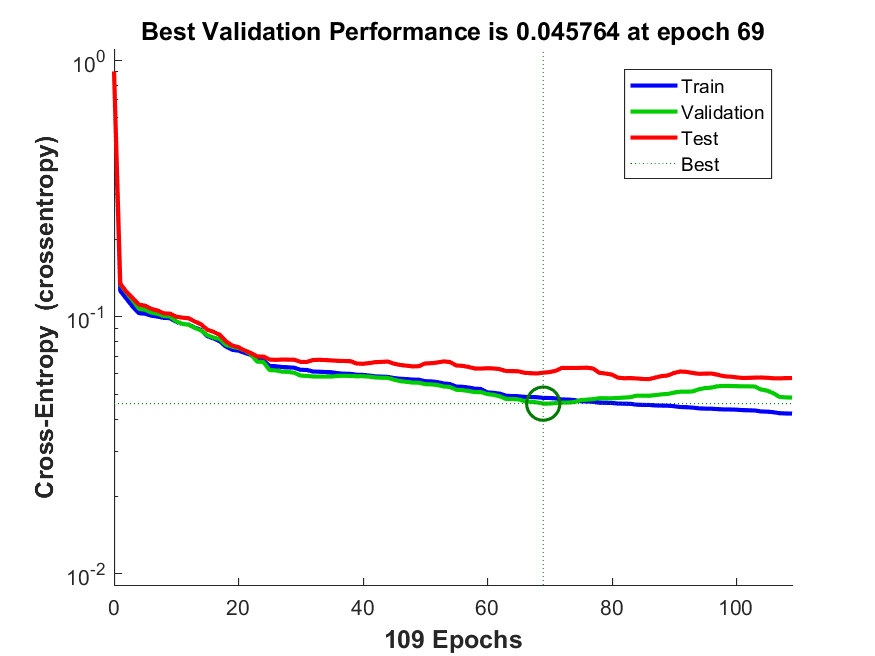 Best Validation Performance is 0.045764 at epoch 69
10^0
10^-1
10^-2
Cross-Entropy (crossentropy)
Train
Validation
Test
Best
0 20 40 60 80 100
109 Epochs